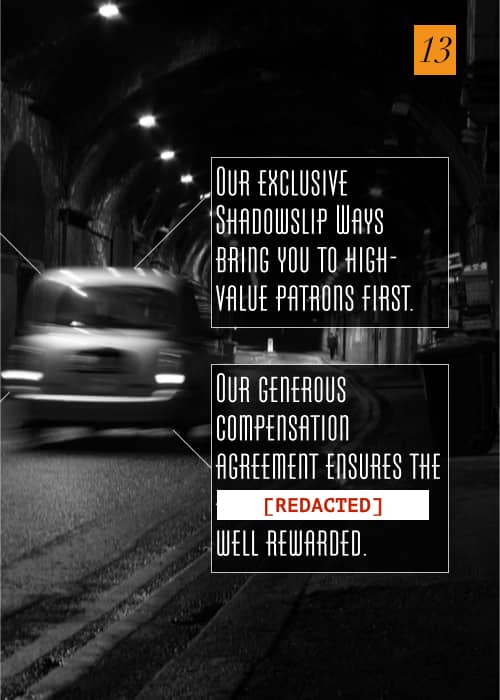 13
Our exclusive
Shadowslip Ways
bring you to high-
value patrons first.
Our generous
compensation
agreement ensures the
[REDACTED]
well rewarded.